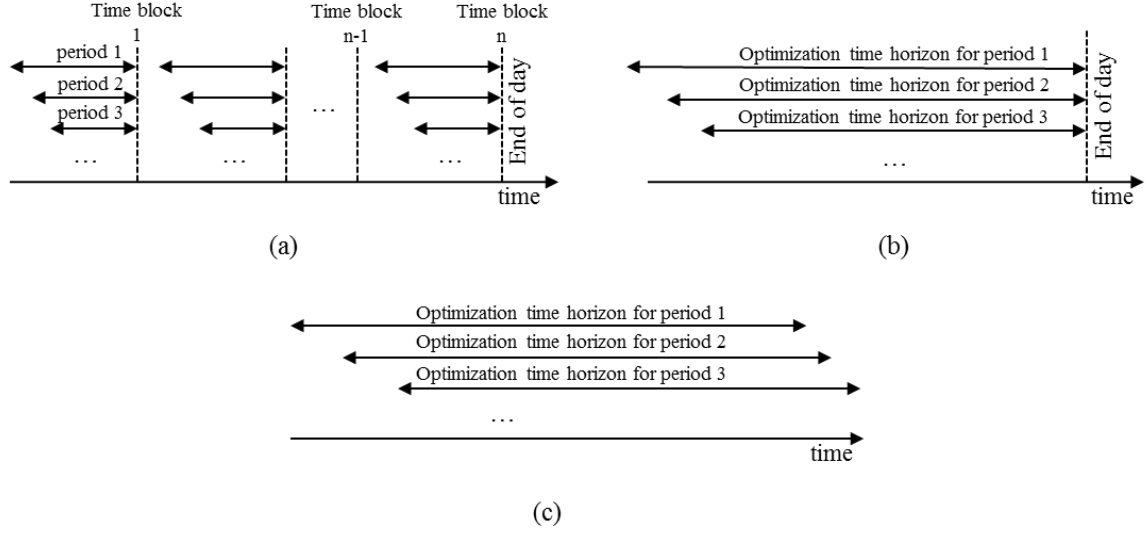 Time block Time block Time block
1 n-1 n
period 1
period 2
period 3
...
...
...
...
End of day
time
(a)
Optimization time horizon for period 1
Optimization time horizon for period 2
Optimization time horizon for period 3
...
End of day
time
(b)
Optimization time horizon for period 1
Optimization time horizon for period 2
Optimization time horizon for period 3
...
time
(c)